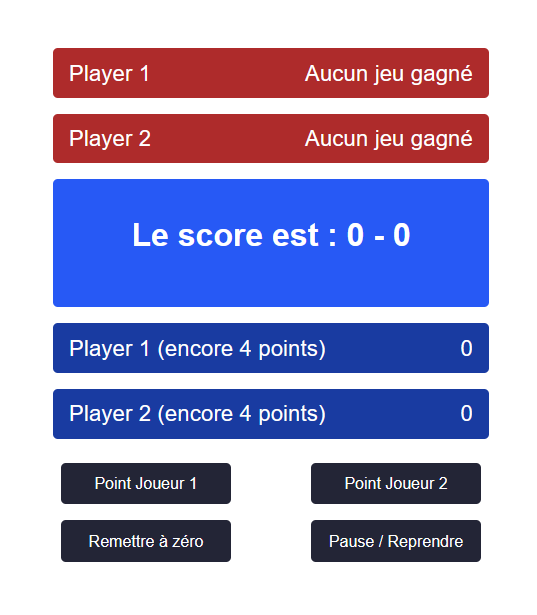 Player 1 Aucun jeu gagné
Player 2 Aucun jeu gagné
Le score est : 0 - 0
Player 1 (encore 4 points) 0
Player 2 (encore 4 points) 0
Point Joueur 1 Point Joueur 2
Remettre à zéro Pause / Reprendre